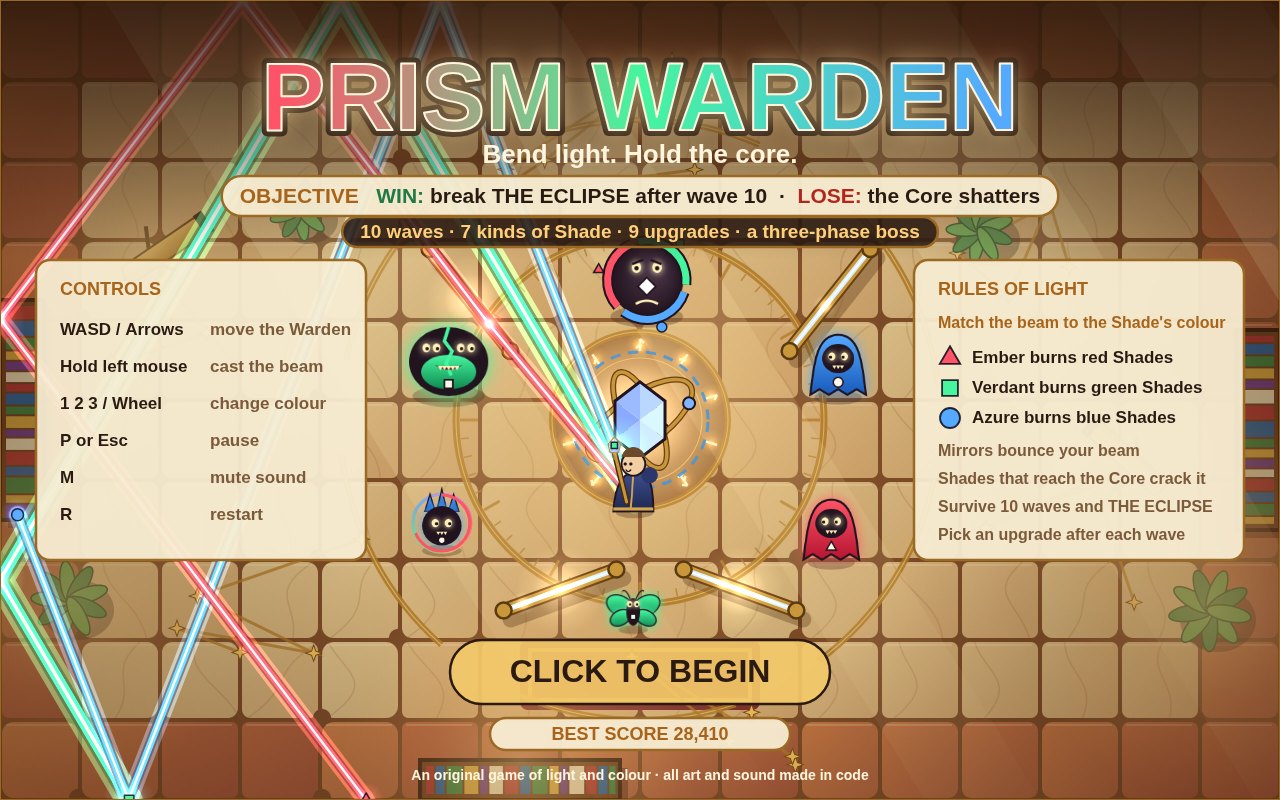 PRISM WARDEN
Bend light. Hold the core.
OBJECTIVE WIN: break THE ECLIPSE after wave 10 · LOSE: the Core shatters
10 waves · 7 kinds of Shade · 9 upgrades · a three-phase boss
CONTROLS
WASD / Arrows move the Warden
Hold left mouse cast the beam
1 2 3 / Wheel change colour
P or Esc pause
M mute sound
R restart
RULES OF LIGHT
Match the beam to the Shade's colour
Ember burns red Shades
Verdant burns green Shades
Azure burns blue Shades
Mirrors bounce your beam
Shades that reach the Core crack it
Survive 10 waves and THE ECLIPSE
Pick an upgrade after each wave
CLICK TO BEGIN
BEST SCORE 28,410
An original game of light and colour · all art and sound made in code